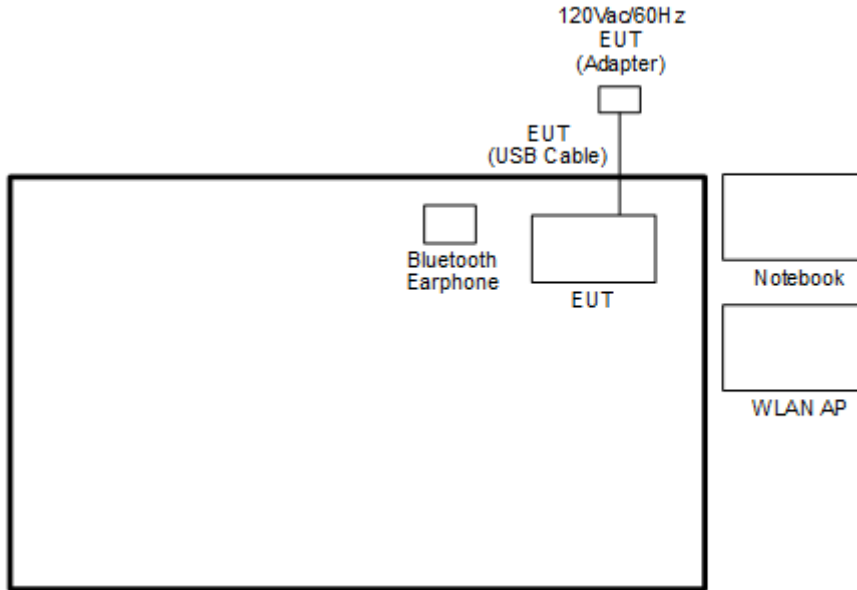 120Vac/60Hz
EUT
(Adapter)
EUT
(USB Cable)
Bluetooth
Earphone
EUT
Notebook
WLAN AP